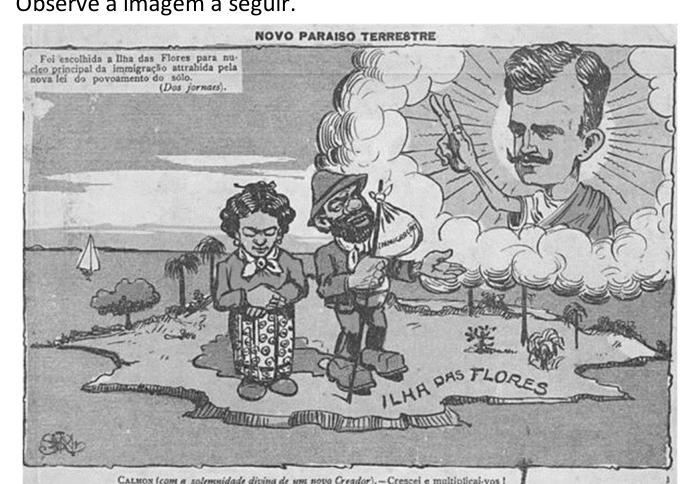 Observe a imagem a seguir.
NOVO PARAISO TERRESTRE
Foi escolhida a Ilha das Flores para nu-
cleo principal da immigração attrahida pela
nova lei do povoamento do sólo.
(Dos jornaes).
ILHA DAS FLORES
CALMON (com a solemnidade divina de um novo Creador). — Crescei e multiplicai-vos!